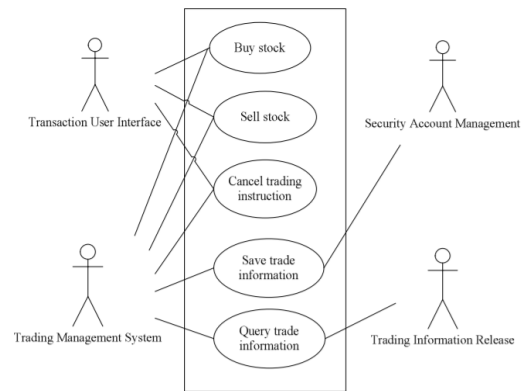 Buy stock
Transaction User Interface
Sell stock
Security Account Management
Cancel trading
instruction
Save trade
information
Trading Management System
Query trade
information
Trading Information Release